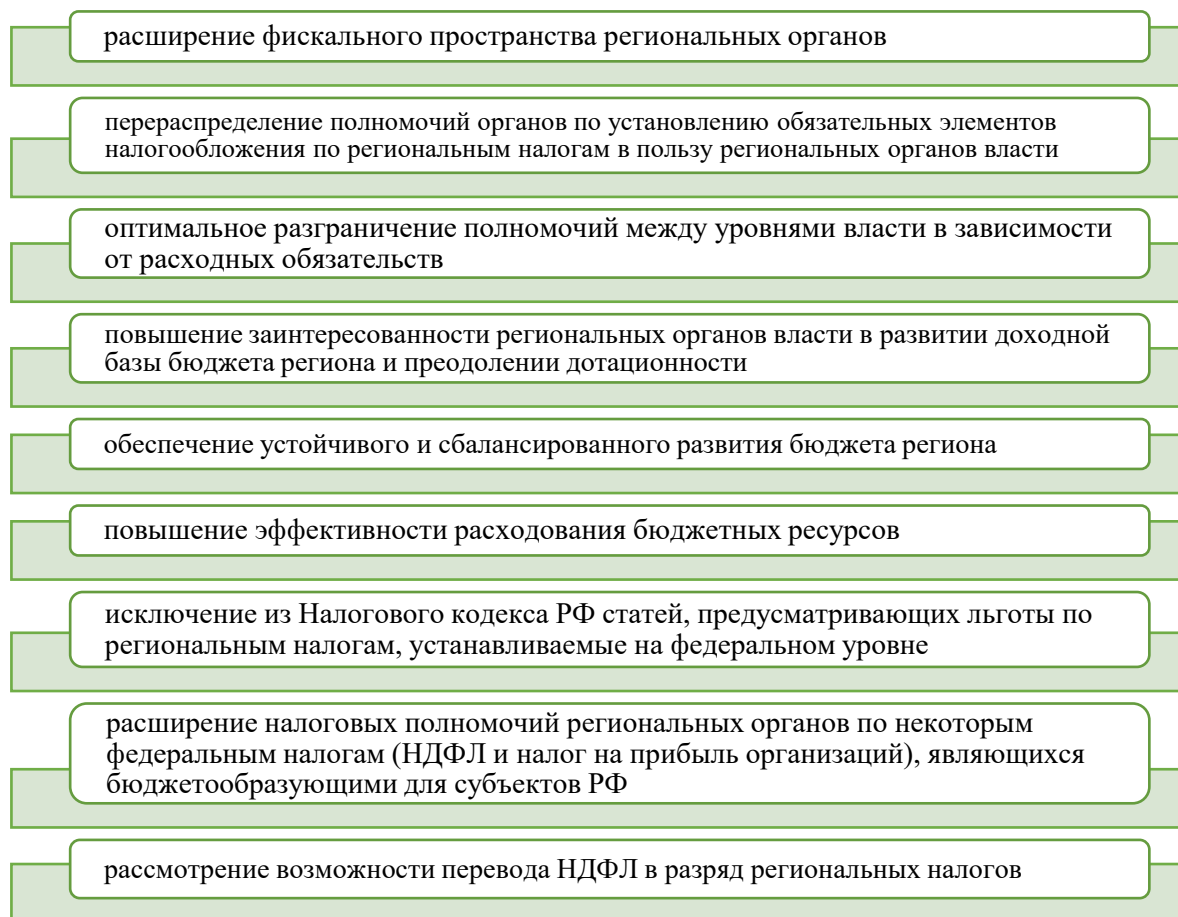 расширение фискального пространства региональных органов
перераспределение полномочий органов по установлению обязательных элементов
налогообложения по региональным налогам в пользу региональных органов власти
оптимальное разграничение полномочий между уровнями власти в зависимости
от расходных обязательств
повышение заинтересованности региональных органов власти в развитии доходной
базы бюджета региона и преодолении дотационности
обеспечение устойчивого и сбалансированного развития бюджета региона
повышение эффективности расходования бюджетных ресурсов
исключение из Налогового кодекса РФ статей, предусматривающих льготы по
региональным налогам, устанавливаемые на федеральном уровне
расширение налоговых полномочий региональных органов по некоторым
федеральным налогам (НДФЛ и налог на прибыль организаций), являющихся
бюджетообразующими для субъектов РФ
рассмотрение возможности перевода НДФЛ в разряд региональных налогов